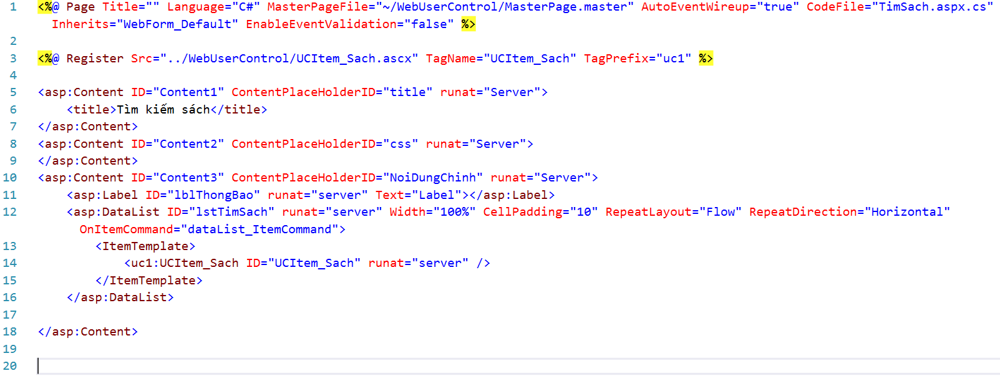 1 <%@ Page Title="" Language="C#" MasterPageFile="~/WebUserControl/MasterPage.master" AutoEventWireup="true" CodeFile="TimSach.aspx.cs"
Inherits="WebForm_Default" EnableEventValidation="false" %>
2
3 <%@ Register Src="../WebUserControl/UCItem_Sach.ascx" TagName="UCItem_Sach" TagPrefix="uc1" %>
4
5 <asp:Content ID="Content1" ContentPlaceHolderID="title" runat="Server">
6 <title>Tìm kiếm sách</title>
7 </asp:Content>
8 <asp:Content ID="Content2" ContentPlaceHolderID="css" runat="Server">
9 </asp:Content>
10 <asp:Content ID="Content3" ContentPlaceHolderID="NoiDungChinh" runat="Server">
11 <asp:Label ID="lblThongBao" runat="server" Text="Label"></asp:Label>
12 <asp:DataList ID="lstTimSach" runat="server" Width="100%" CellPadding="10" RepeatLayout="Flow" RepeatDirection="Horizontal"
OnItemCommand="dataList_ItemCommand">
13 <ItemTemplate>
14 <uc1:UCItem_Sach ID="UCItem_Sach" runat="server" />
15 </ItemTemplate>
16 </asp:DataList>
17
18 </asp:Content>
19
20